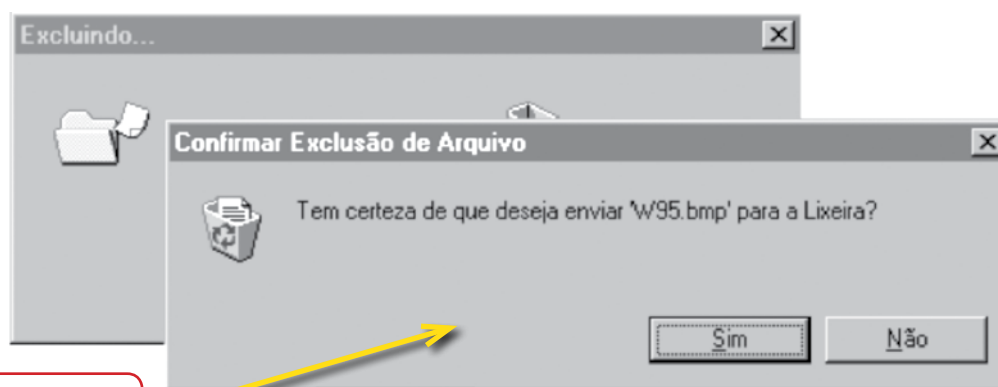 Excluindo...
Confirmar Exclusão de Arquivo
Tem certeza de que deseja enviar 'W95.bmp' para a Lixeira?
Sim
Não